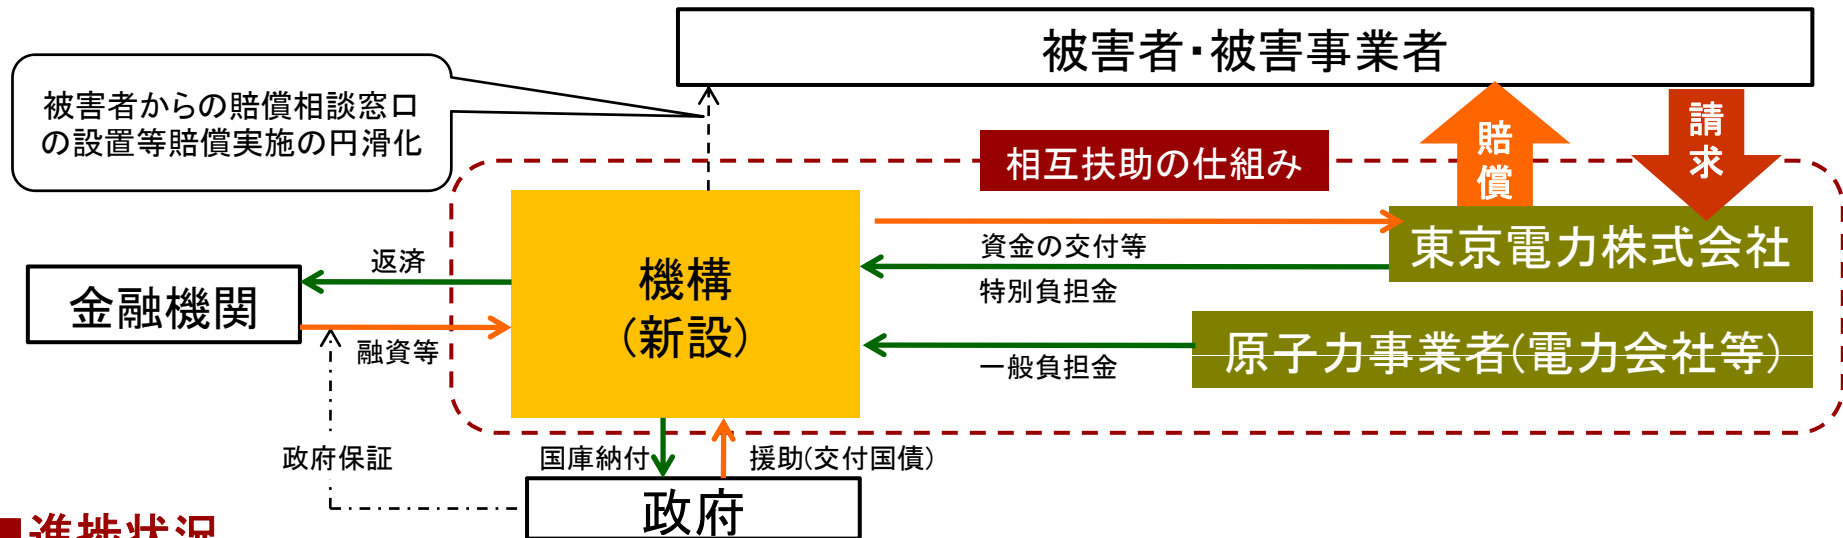 被害者・被害事業者
被害者からの賠償相談窓口
の設置等賠償実施の円滑化
賠償
請求
相互扶助の仕組み
資金の交付等
東京電力株式会社
返済
機構
(新設)
特別負担金
金融機関
融資等
一般負担金
原子力事業者(電力会社等)
政府保証
国庫納付
援助(交付国債)
政府
■進捗状況